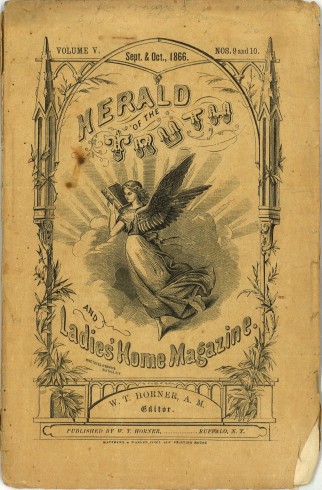 VOLUME V.
Sept. & Oct., 1866.
NOS. 9 and 10.
HERALD
OF THE
TRUTH
AND
Ladies' Home Magazine.
W. T. HORNER, A. M.
Editor.
PUBLISHED BY W. T. HORNER, BUFFALO, N. Y.